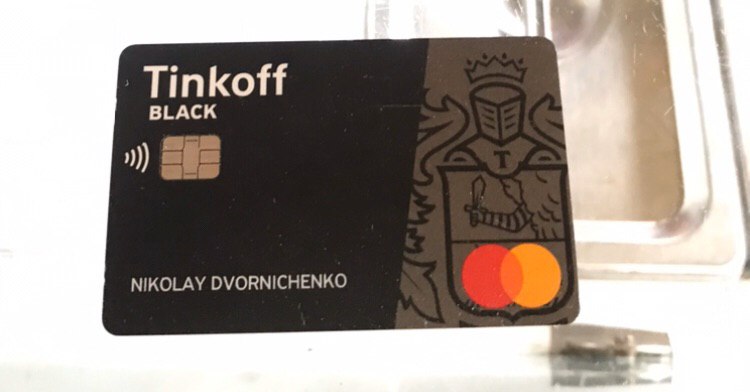 Tinkoff
BLACK
T
NIKOLAY DVORNICHENKO